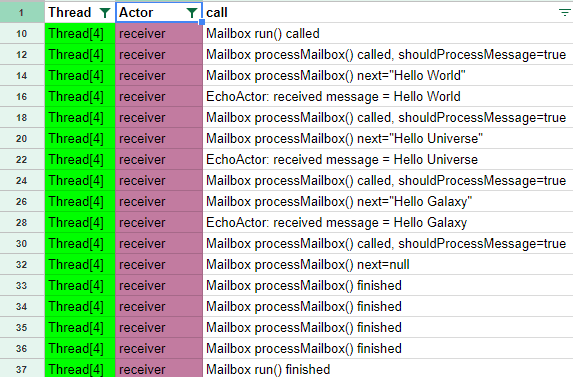 1 Thread Actor call
10 Thread[4] receiver Mailbox run() called
12 Thread[4] receiver Mailbox processMailbox() called, shouldProcessMessage=true
14 Thread[4] receiver Mailbox processMailbox() next="Hello World"
16 Thread[4] receiver EchoActor: received message = Hello World
18 Thread[4] receiver Mailbox processMailbox() called, shouldProcessMessage=true
20 Thread[4] receiver Mailbox processMailbox() next="Hello Universe"
22 Thread[4] receiver EchoActor: received message = Hello Universe
24 Thread[4] receiver Mailbox processMailbox() called, shouldProcessMessage=true
26 Thread[4] receiver Mailbox processMailbox() next="Hello Galaxy"
28 Thread[4] receiver EchoActor: received message = Hello Galaxy
30 Thread[4] receiver Mailbox processMailbox() called, shouldProcessMessage=true
32 Thread[4] receiver Mailbox processMailbox() next=null
33 Thread[4] receiver Mailbox processMailbox() finished
34 Thread[4] receiver Mailbox processMailbox() finished
35 Thread[4] receiver Mailbox processMailbox() finished
36 Thread[4] receiver Mailbox processMailbox() finished
37 Thread[4] receiver Mailbox run() finished